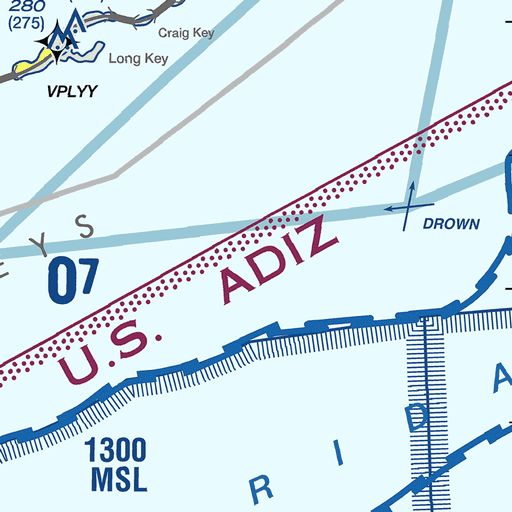 280
(275)
Craig Key
Long Key
VPLYY
DROWN
E Y S
07
U.S. ADIZ
1300
MSL
R I D A